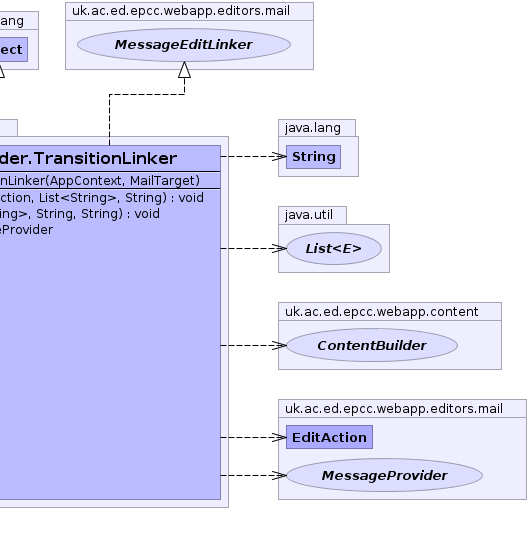 uk.ac.ed.epcc.webapp.editors.mail
MessageEditLinker
java.lang
String
der.TransitionLinker
nLinker(AppContext, MailTarget)
ction, List<String>, String) : void
ing>, String, String) : void
eProvider
java.util
List<E>
uk.ac.ed.epcc.webapp.content
ContentBuilder
uk.ac.ed.epcc.webapp.editors.mail
EditAction
MessageProvider